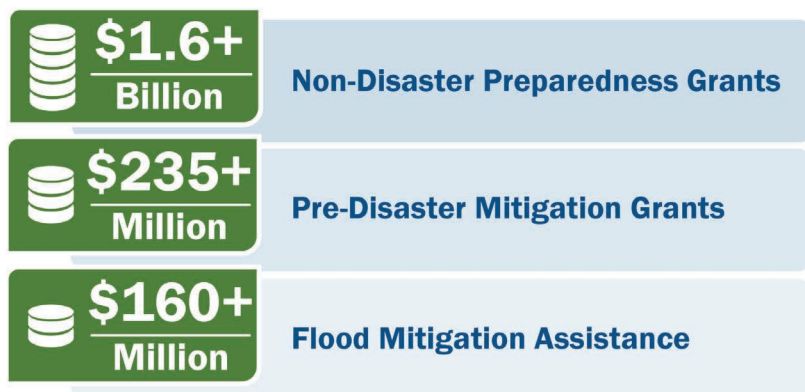 $1.6+
Billion
Non-Disaster Preparedness Grants
$235+
Million
Pre-Disaster Mitigation Grants
$160+
Million
Flood Mitigation Assistance